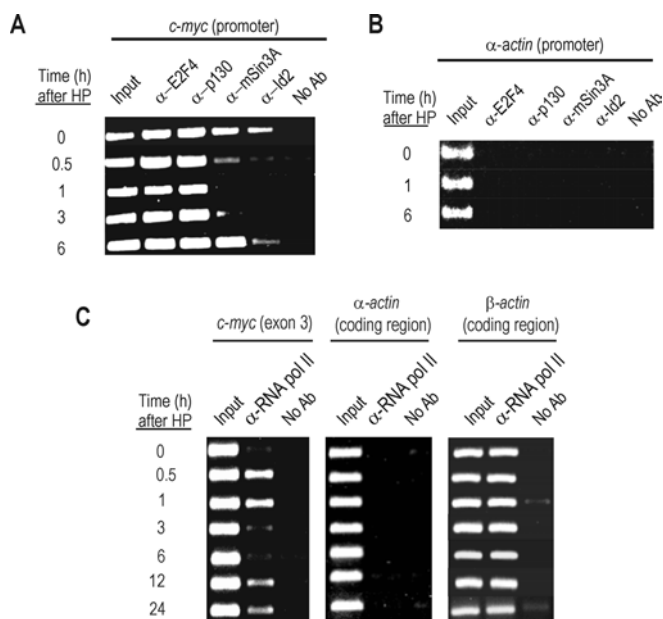 A
c-myc (promoter)
Time (h)
after HP
Input
α–E2F4
α–p130
α–mSin3A
α–Id2
No Ab
0
0.5
1
3
6
B
α-actin (promoter)
Time (h)
after HP
Input
α-E2F4
α-p130
α-mSin3A
α-Id2
No Ab
0
1
6
C
c-myc (exon 3)
α-actin
(coding region)
β-actin
(coding region)
Time (h)
after HP
Input
α-RNA pol II
No Ab
Input
α-RNA pol II
No Ab
Input
α-RNA pol II
No Ab
0
0.5
1
3
6
12
24